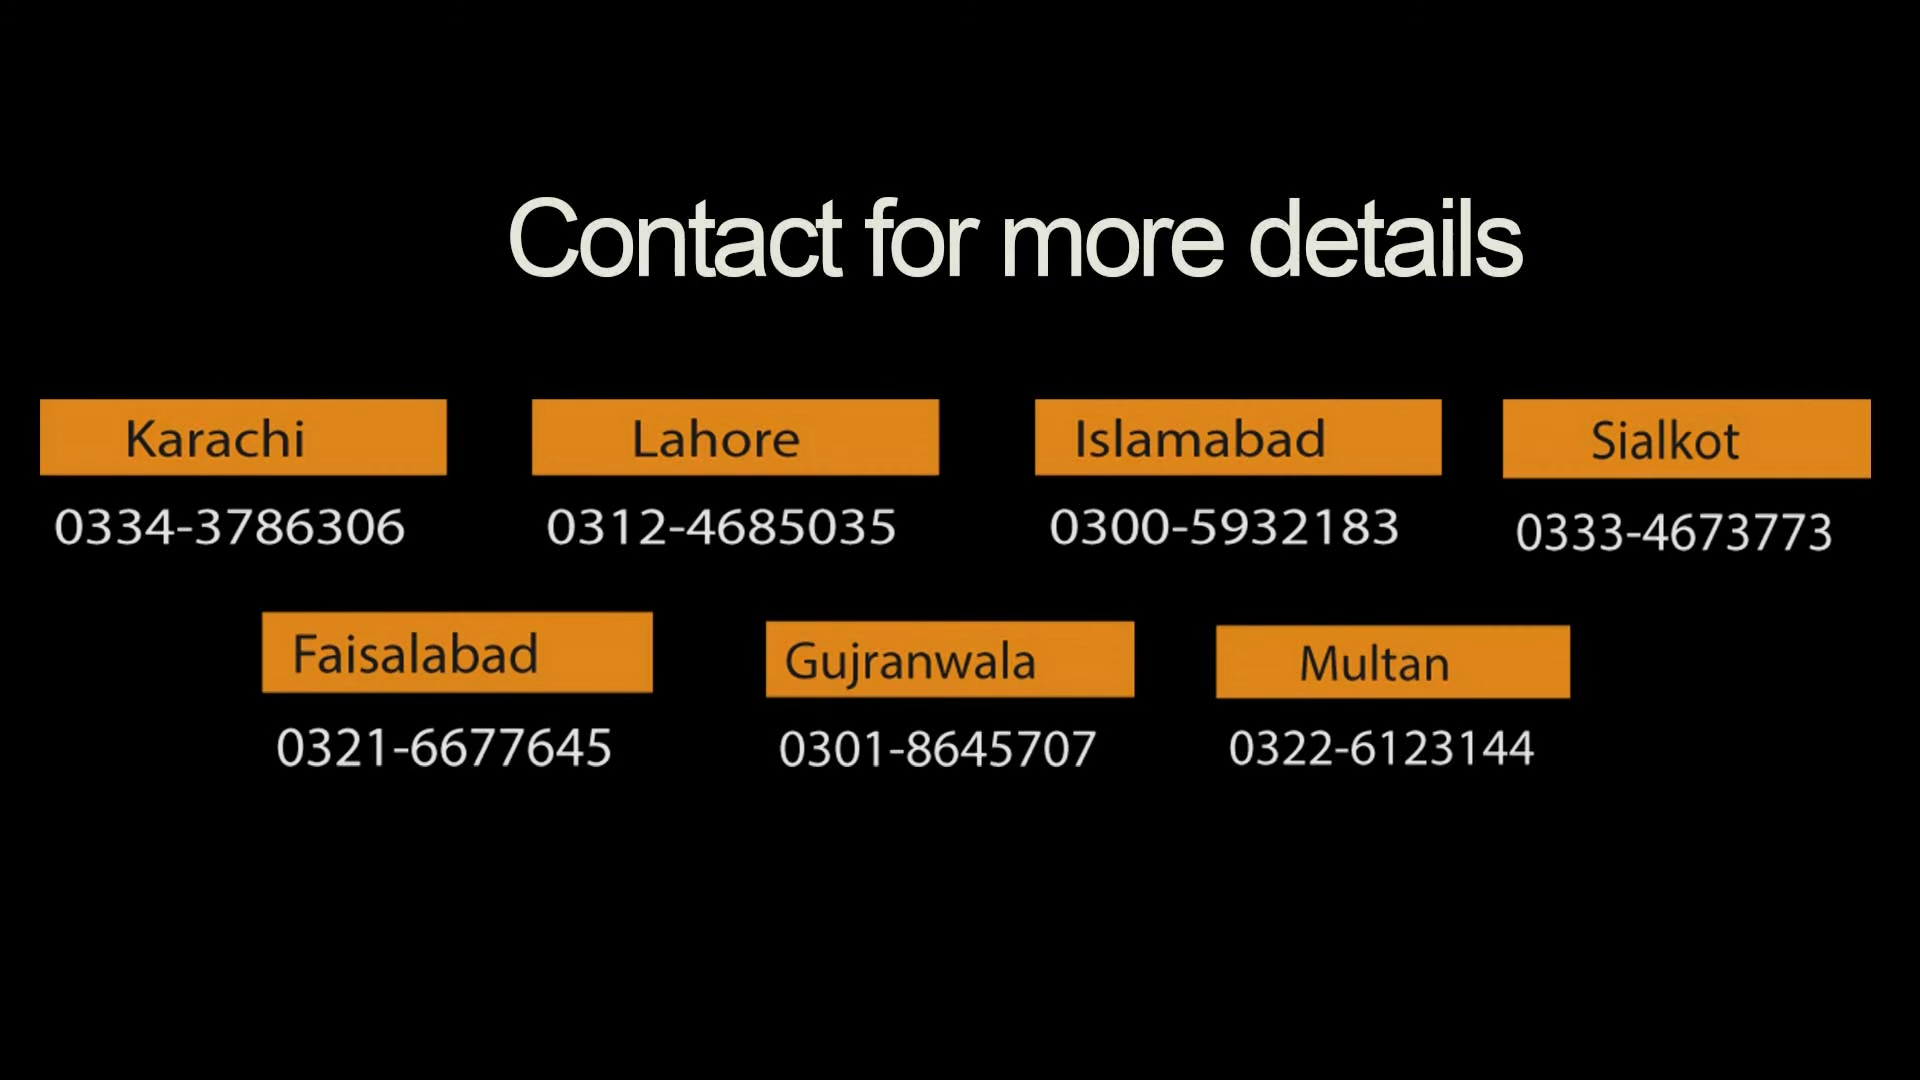 Contact for more details
Karachi Lahore Islamabad Sialkot
0334-3786306 0312-4685035 0300-5932183 0333-4673773
Faisalabad Gujranwala Multan
0321-6677645 0301-8645707 0322-6123144